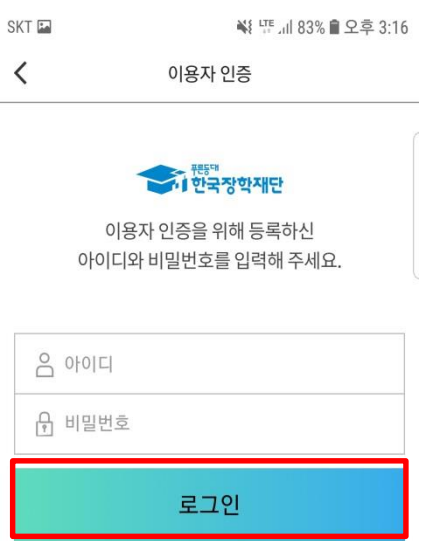 SKT LTE 83% 오후 3:16
이용자 인증
푸른등대
한국장학재단
이용자 인증을 위해 등록하신
아이디와 비밀번호를 입력해 주세요.
아이디
비밀번호
로그인